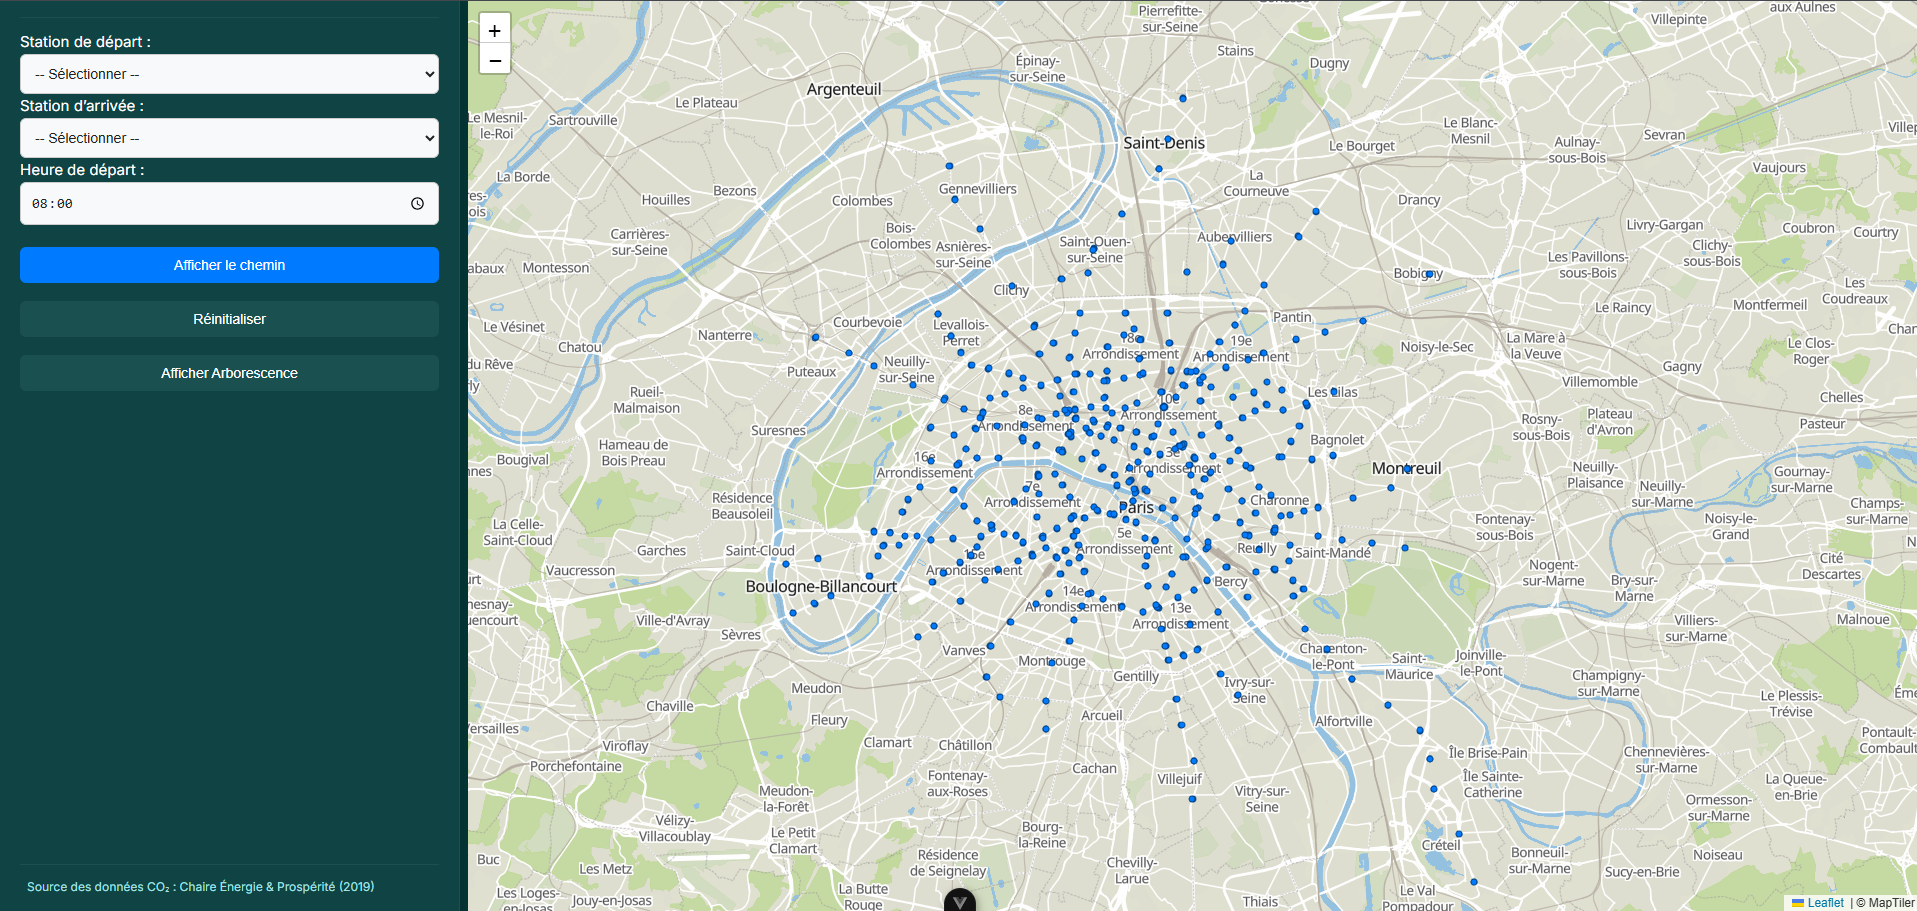 Station de départ :
-- Sélectionner --
Station d'arrivée :
-- Sélectionner --
Heure de départ :
08:00
Afficher le chemin
Réinitialiser
Afficher Arborescence
Source des données CO₂ : Chaire Énergie & Prospérité (2019)
+
−
Pierrefitte-
sur-Seine
Villepinte
aux Aulnes
Stains
Épinay-
sur-Seine
Dugny
Argenteuil
Le Plateau
Le Mesnil-
le-Roi
Sartrouville
Saint-Denis
Le Bourget
Le Blanc-
Mesnil
Aulnay-
sous-Bois
Sevran
Vaujours
La Borde
Houilles
Bezons
Colombes
Gennevilliers
La
Courneuve
Drancy
Livry-Gargan
Coubron
Courtry
Carrières-
sur-Seine
Bois-
Colombes
Asnières-
sur-Seine
Saint-Ouen-
sur-Seine
Aubervilliers
Clichy-
sous-Bois
Les Pavillons-
sous-Bois
Montesson
Bobigny
Clichy
Les
Coudreaux
Le Raincy
Montfermeil
Le Vésinet
Nanterre
Courbevoie
Levallois-
Perret
Pantin
Chatou
18e
Arrondissement
19e
Arrondissement
Noisy-le-Sec
La Mare à
la Veuve
Le Clos-
Roger
Puteaux
Neuilly-
sur-Seine
Gagny
Villemomble
Les Lilas
Rueil-
Malmaison
Chelles
8e
Arrondissement
10e
Arrondissement
Suresnes
Rosny-
sous-Bois
Plateau
d'Avron
Pasteur
Hameau de
Bois Preau
Bagnolet
Bougival
16e
Arrondissement
3e
Arrondissement
Montreuil
Neuilly-
Plaisance
Gournay-
sur-Marne
7e
Arrondissement
Résidence
Beausoleil
Charonne
Neuilly-
sur-Marne
Champs-
sur-Marne
Paris
La Celle-
Saint-Cloud
Fontenay-
sous-Bois
Noisy-le-
Grand
5e
Arrondissement
Garches
Saint-Cloud
Reuilly
Saint-Mandé
15e
Arrondissement
Vaucresson
Cité
Descartes
Nogent-
sur-Marne
Bry-sur-
Marne
Boulogne-Billancourt
Bercy
14e
Arrondissement
13e
Arrondissement
Ville-d'Avray
Sèvres
Villiers-
sur-Marne
Malnoue
Vanves
Montrouge
Charenton-
le-Pont
Saint-
Maurice
Joinville-
le-Pont
Gentilly
Champigny-
sur-Marne
Meudon
Ivry-sur-
Seine
Le Plessis-
Trévise
Chaville
Fleury
Arcueil
Alfortville
Viroflay
Clamart
Châtillon
Île Brise-Pain
Chennevières-
sur-Marne
Pontault-
Combault
Porchefontaine
Fontenay-
aux-Roses
Cachan
Villejuif
Île Sainte-
Catherine
La Queue-
en-Brie
Meudon-
la-Forêt
Vitry-sur-
Seine
Ormesson-
sur-Marne
Vélizy-
Villacoublay
Le Petit
Clamart
Bourg-
la-Reine
Créteil
Buc
Les Metz
Résidence
de Seignelay
Chevilly-
Larue
Bonneuil-
sur-Marne
Noiseau
Sucy-en-Brie
Les Loges-
en-Josas
Jouy-en-Josas
La Butte
Rouge
Thiais
Le Val
Pompadour
Leaflet | © MapTiler